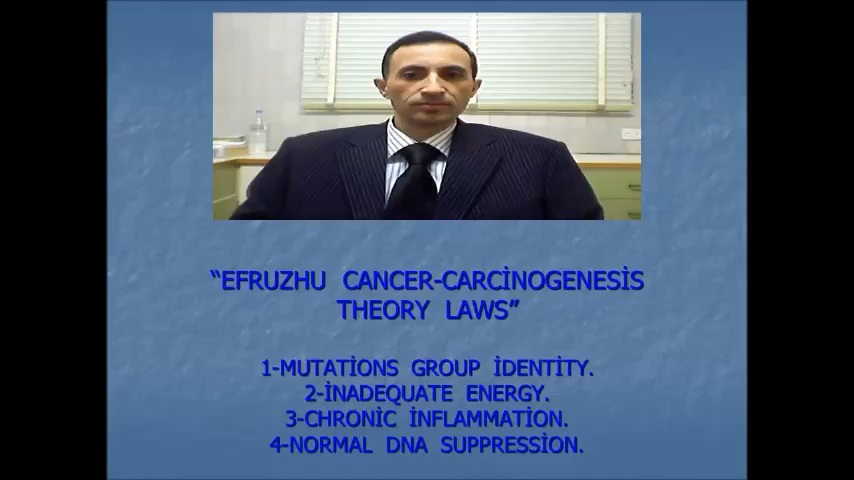 “EFRUZHU CANCER-CARCİNOGENESİS
THEORY LAWS”
1-MUTATİONS GROUP İDENTİTY.
2-İNADEQUATE ENERGY.
3-CHRONİC İNFLAMMATİON.
4-NORMAL DNA SUPPRESSİON.